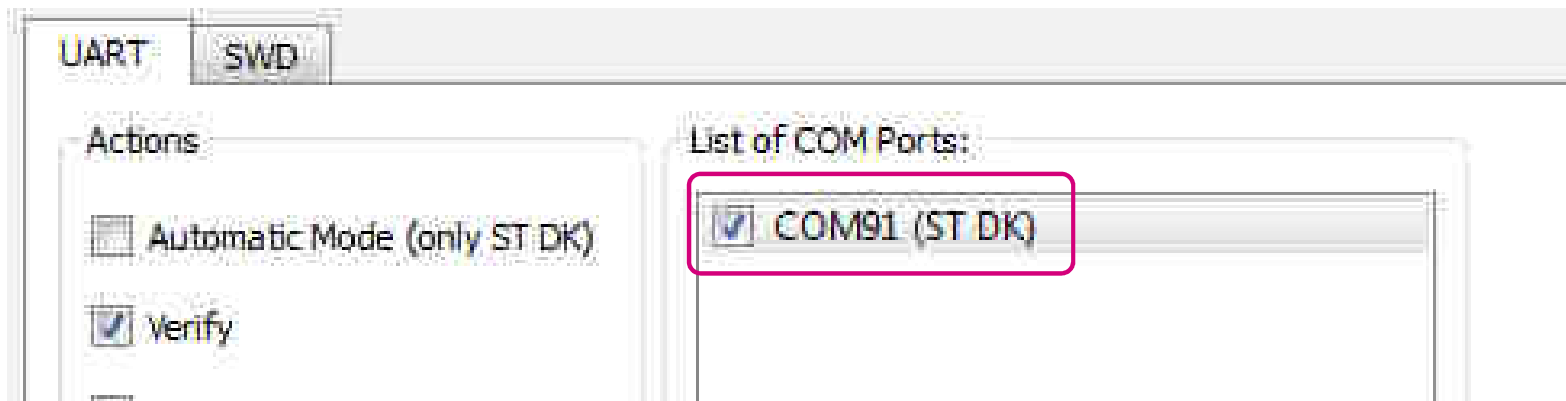 UART
SWD
Actions
List of COM Ports:
Automatic Mode (only ST DK)
COM91 (ST DK)
Verify